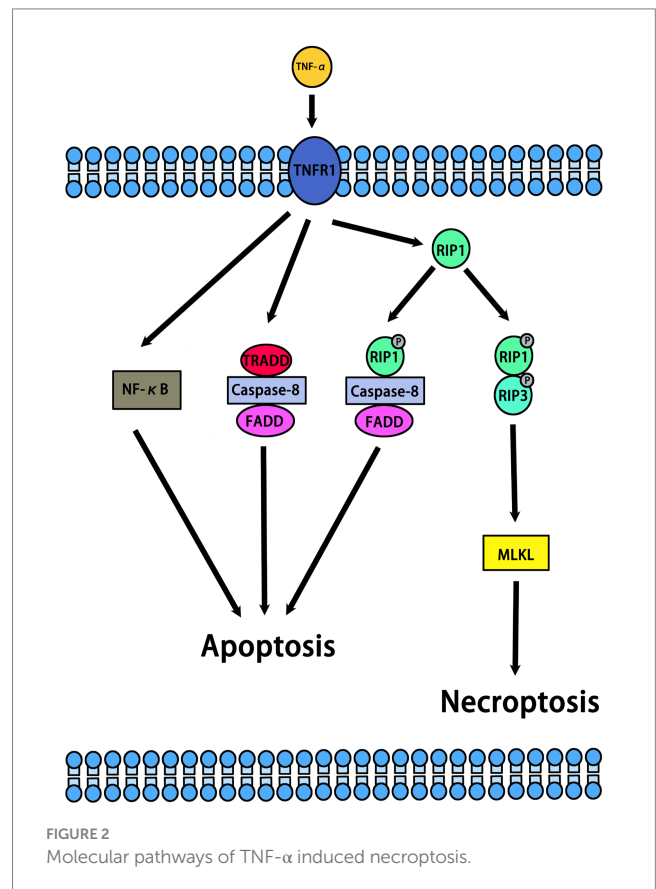 TNF-α
TNFR1
RIP1
P
P
TRADD
RIP1
RIP1
P
NF-κB
Caspase-8
Caspase-8
RIP3
FADD
FADD
MLKL
Apoptosis
Necroptosis
FIGURE 2
Molecular pathways of TNF-α induced necroptosis.